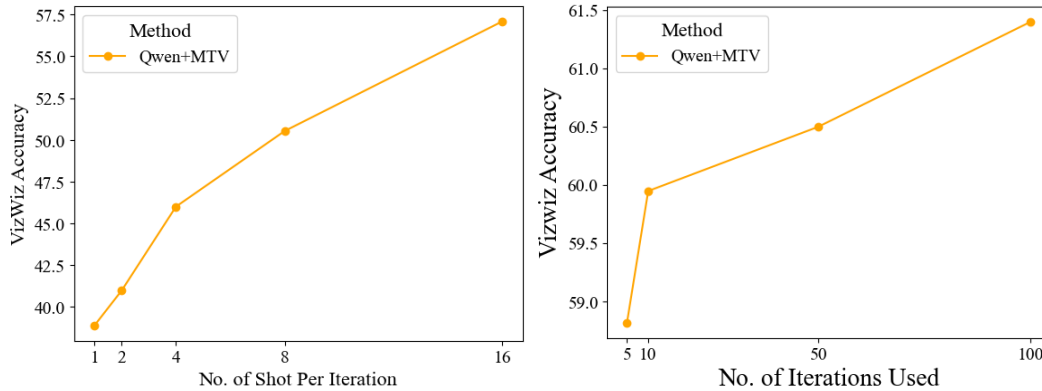 57.5
55.0
52.5
50.0
47.5
45.0
42.5
40.0
VizWiz Accuracy
Method
Qwen+MTV
1 2 4 8 16
No. of Shot Per Iteration
61.5
61.0
60.5
60.0
59.5
59.0
Vizwiz Accuracy
Method
Qwen+MTV
5 10 50 100
No. of Iterations Used